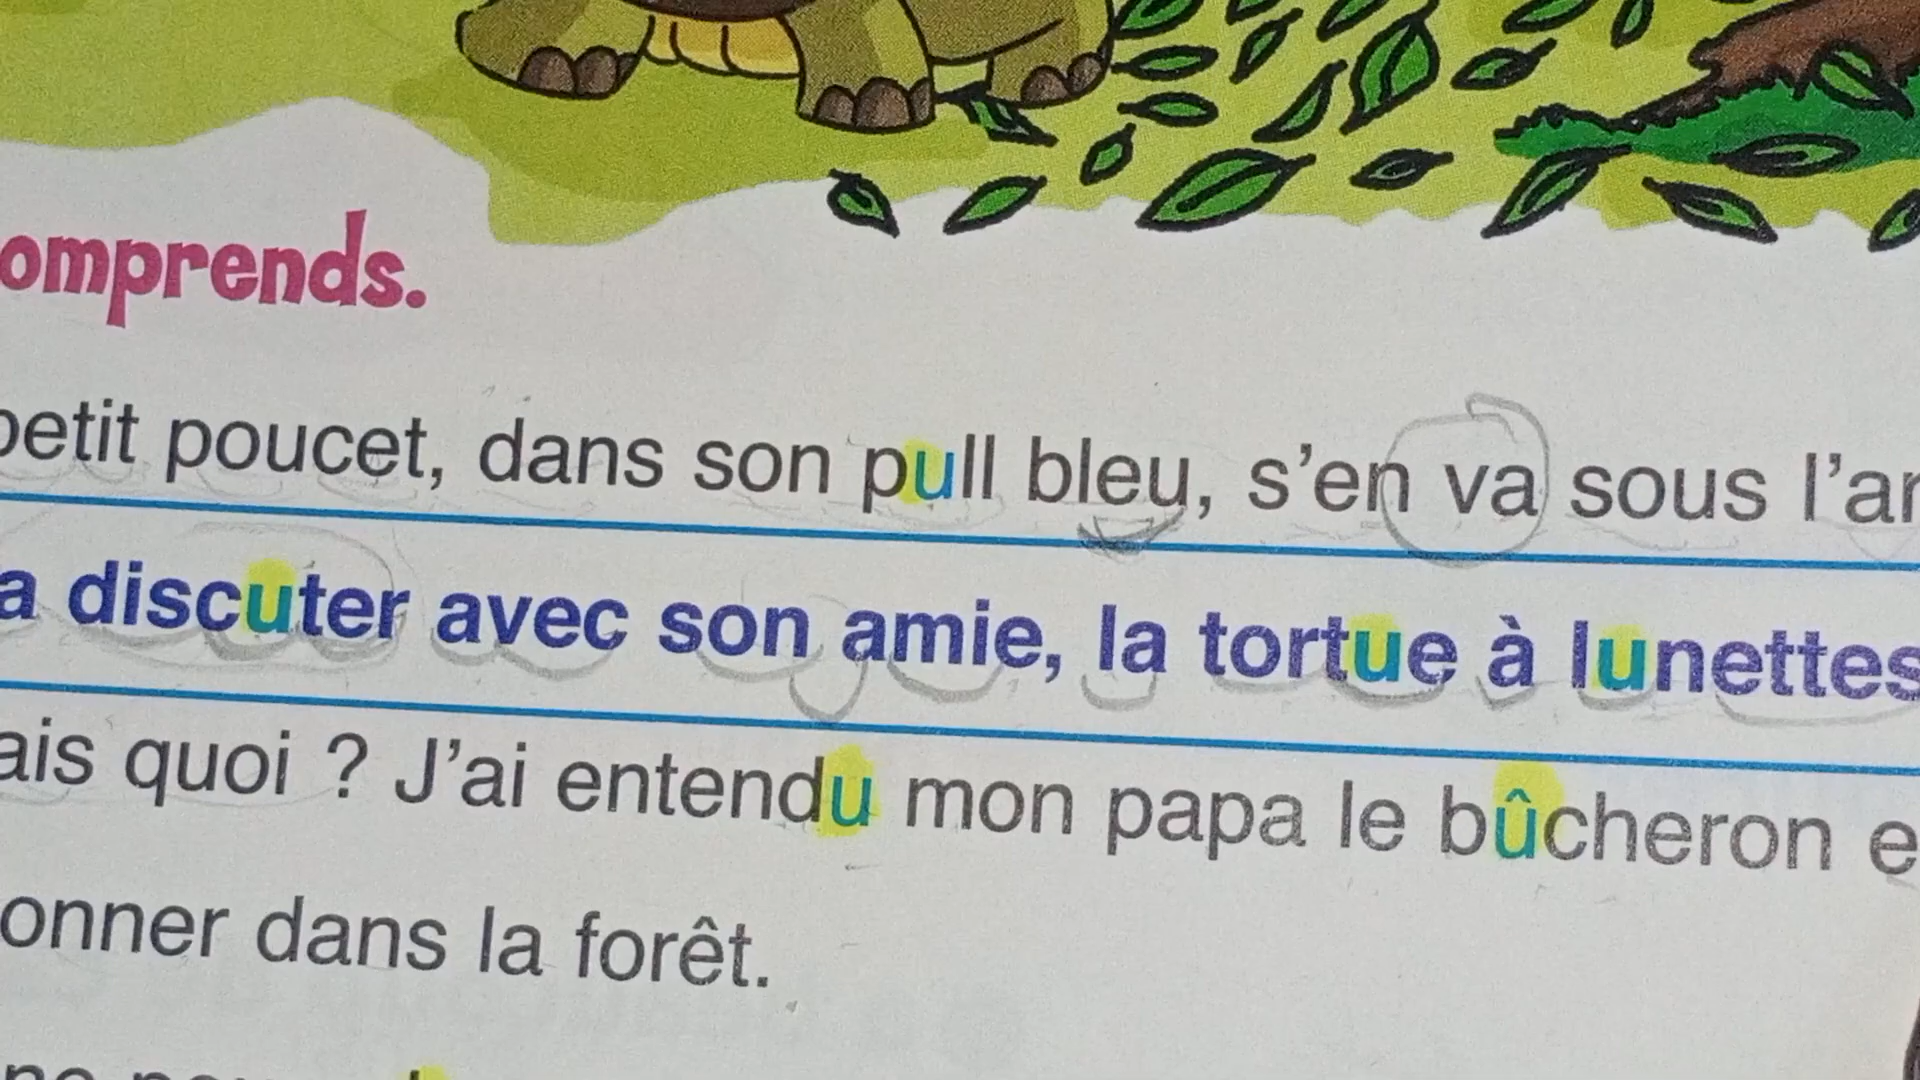 omprends.
petit poucet, dans son pull bleu, s'en va sous l'ar
a discuter avec son amie, la tortue à lunettes
ais quoi ? J'ai entendu mon papa le bûcheron e
onner dans la forêt.